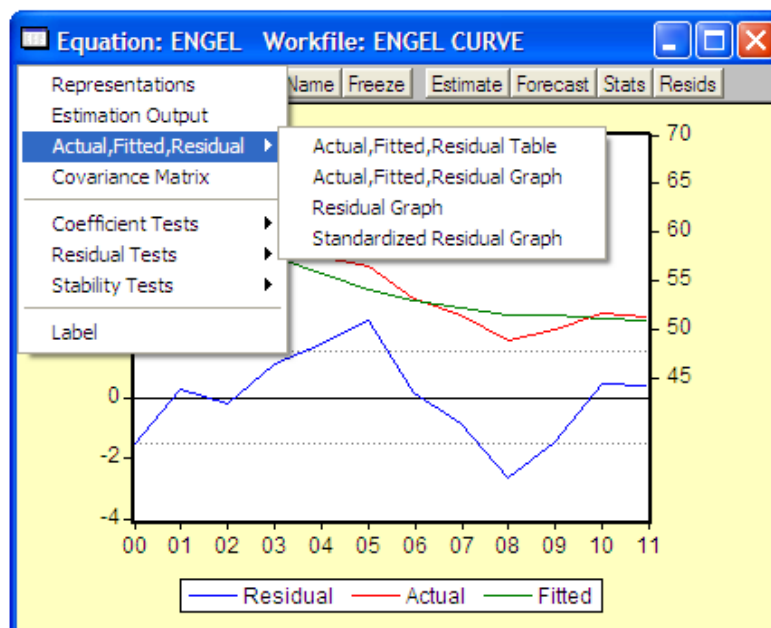 Equation: ENGEL Workfile: ENGEL CURVE
Name Freeze Estimate Forecast Stats Resids
Representations
Estimation Output
Actual,Fitted,Residual
Covariance Matrix
Coefficient Tests
Residual Tests
Stability Tests
Label
Actual,Fitted,Residual Table
Actual,Fitted,Residual Graph
Residual Graph
Standardized Residual Graph
70
65
60
55
50
45
0
-2
-4
00 01 02 03 04 05 06 07 08 09 10 11
Residual Actual Fitted